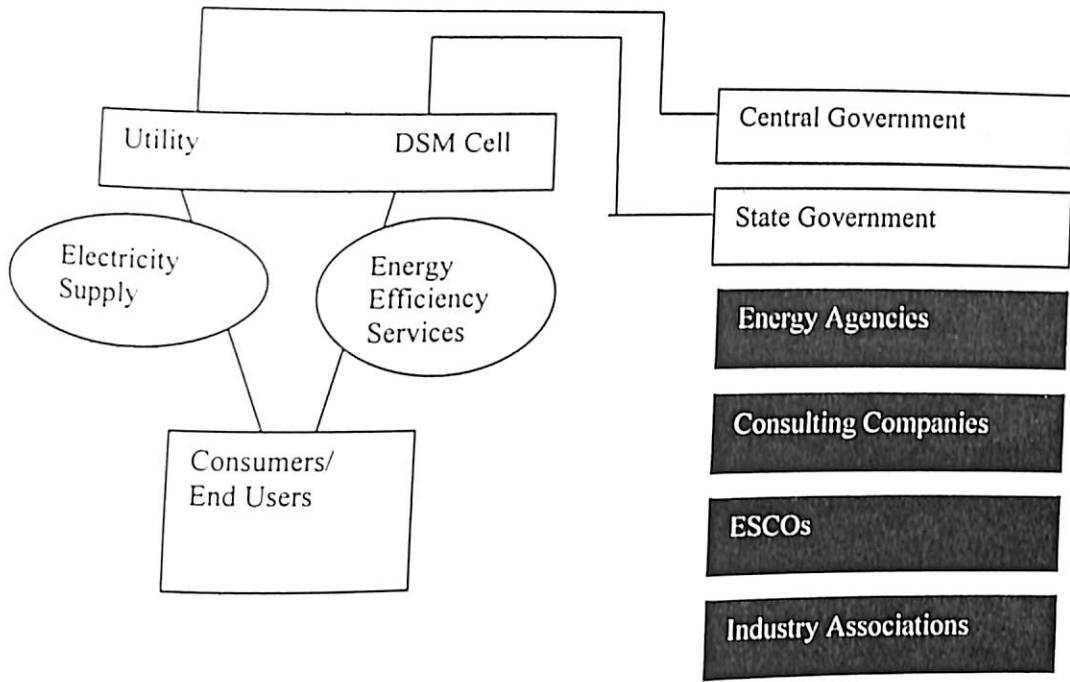 Utility
DSM Cell
Electricity
Supply
Energy
Efficiency
Services
Consumers/
End Users
Central Government
State Government
Energy Agencies
Consulting Companies
ESCOs
Industry Associations